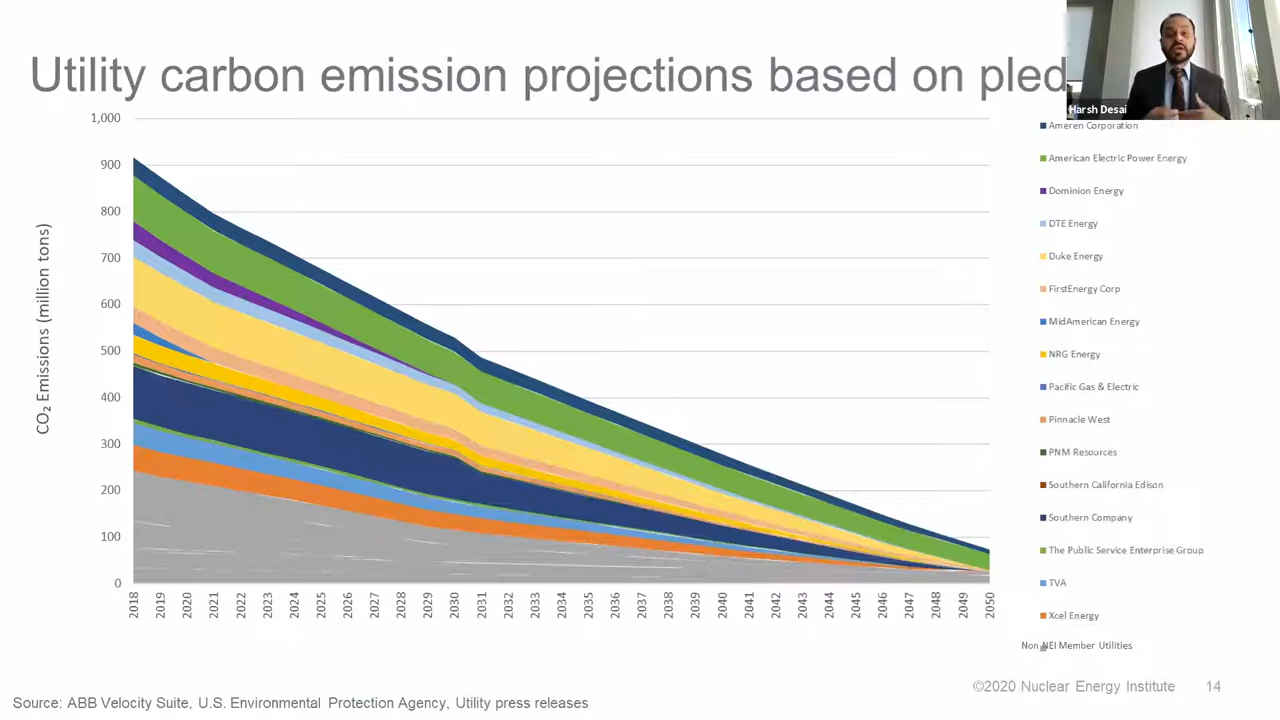 Utility carbon emission projections based on pled
Harsh Desai
1,000
900
800
700
600
500
400
300
200
100
0
CO₂ Emissions (million tons)
2018 2019 2020 2021 2022 2023 2024 2025 2026 2027 2028 2029 2030 2031 2032 2033 2034 2035 2036 2037 2038 2039 2040 2041 2042 2043 2044 2045 2046 2047 2048 2049 2050
Ameren Corporation
American Electric Power Energy
Dominion Energy
DTE Energy
Duke Energy
FirstEnergy Corp
MidAmerican Energy
NRG Energy
Pacific Gas & Electric
Pinnacle West
PNM Resources
Southern California Edison
Southern Company
The Public Service Enterprise Group
TVA
Xcel Energy
Non NEI Member Utilities
©2020 Nuclear Energy Institute 14
Source: ABB Velocity Suite, U.S. Environmental Protection Agency, Utility press releases